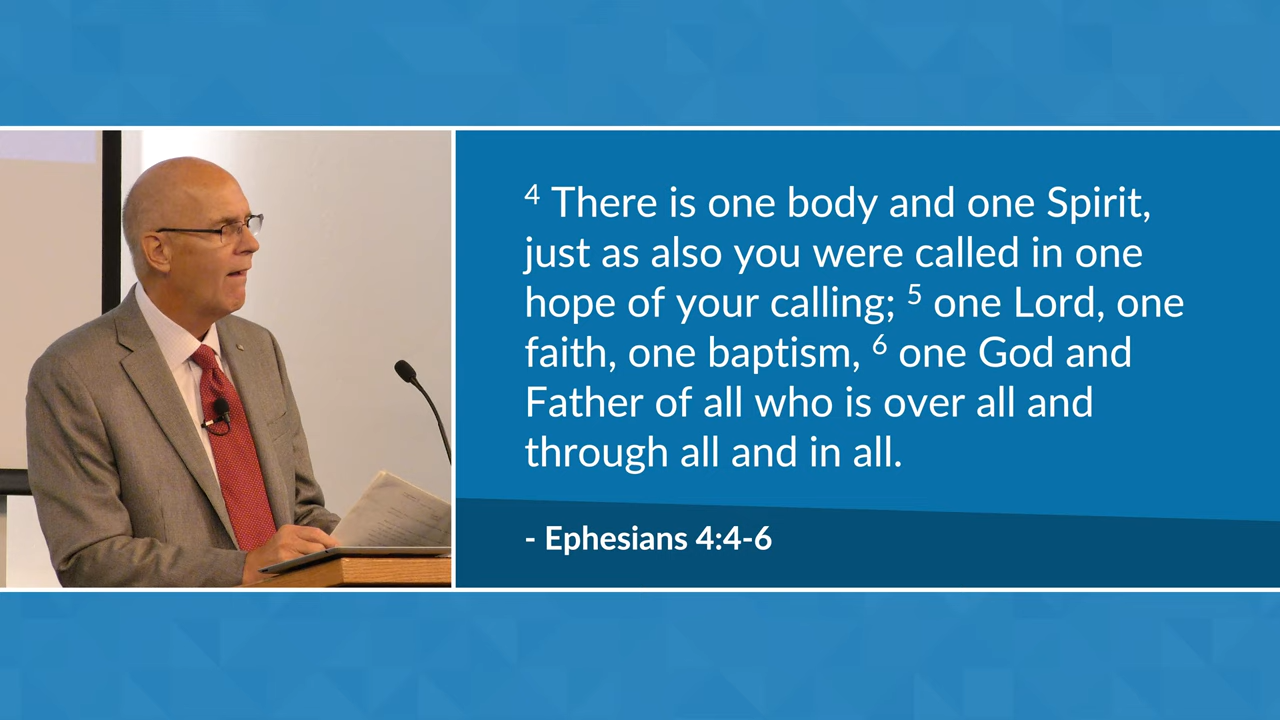 ⁴ There is one body and one Spirit,
just as also you were called in one
hope of your calling; ⁵ one Lord, one
faith, one baptism, ⁶ one God and
Father of all who is over all and
through all and in all.
- Ephesians 4:4-6